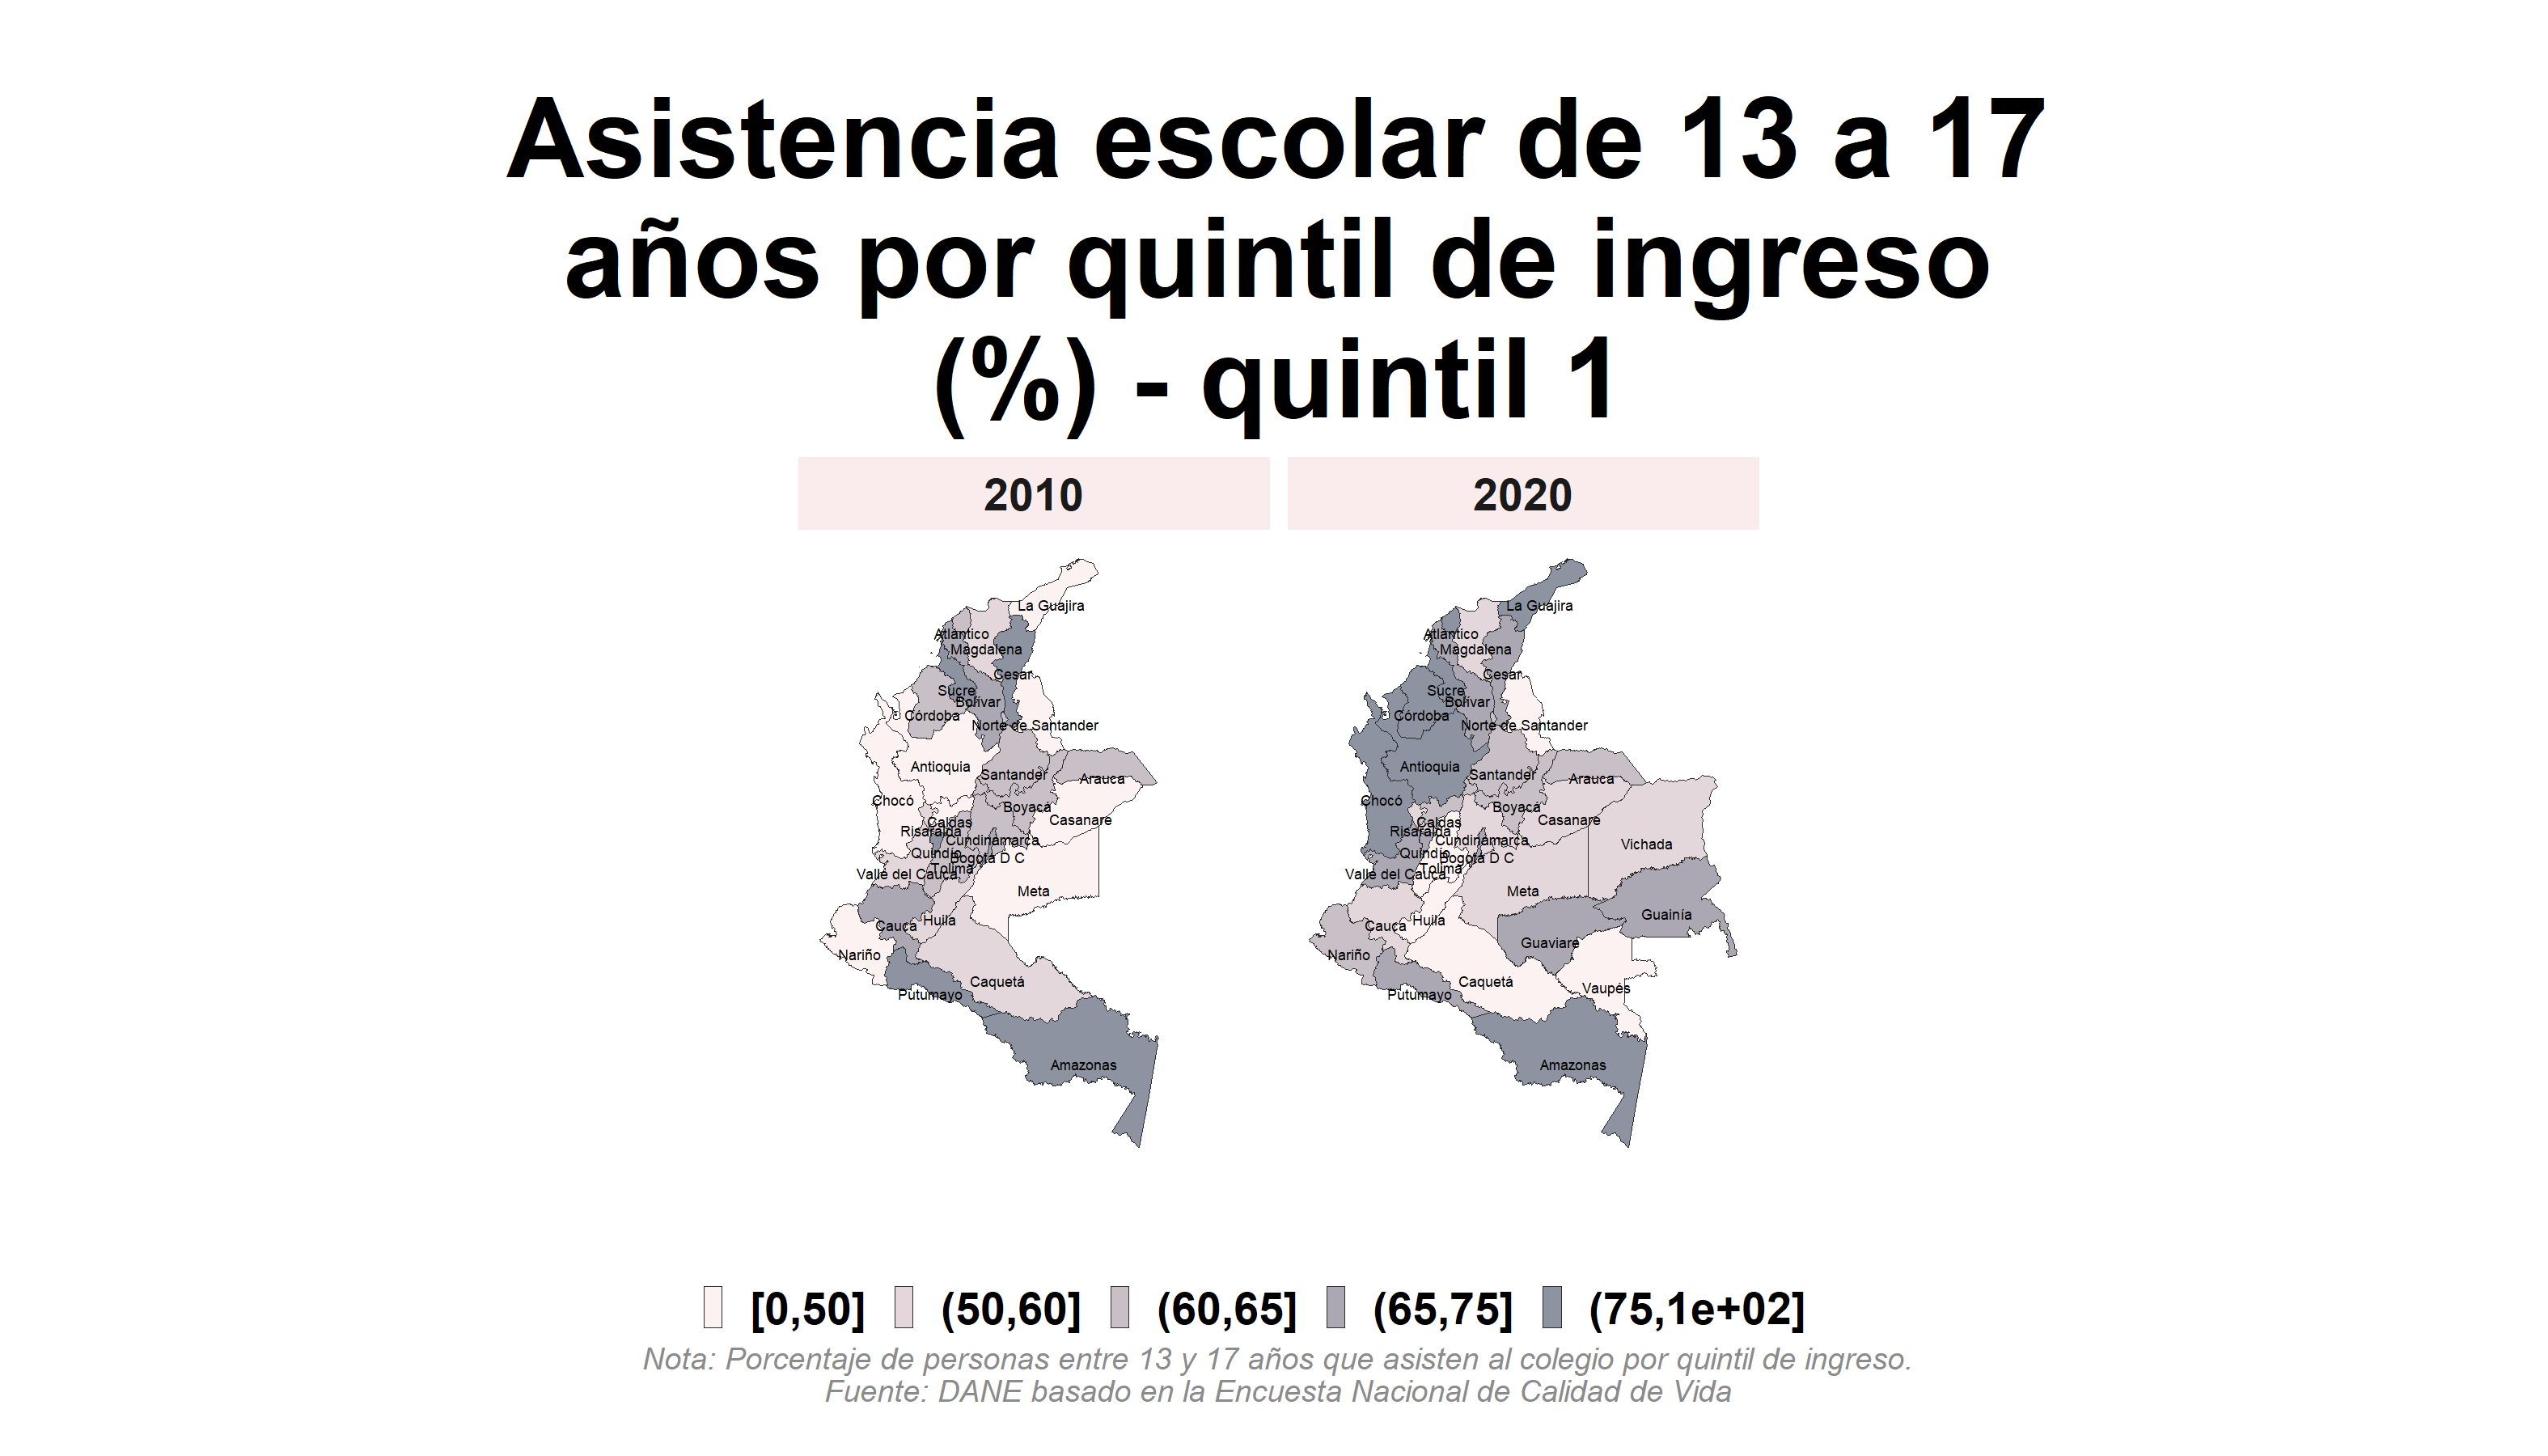 Asistencia escolar de 13 a 17
años por quintil de ingreso
(%) - quintil 1
2010
2020
La Guajira
Atlántico
Magdalena
Cesar
Sucre
Bolívar
Córdoba
Norte de Santander
Antioquia
Santander
Arauca
Chocó
Boyacá
Casanare
Caldas
Risaralda
Cundinamarca
Quindío
Bogotá D C
Tolima
Valle del Cauca
Meta
Huila
Cauca
Nariño
Caquetá
Putumayo
Amazonas
La Guajira
Atlántico
Magdalena
Cesar
Sucre
Bolívar
Córdoba
Norte de Santander
Antioquia
Santander
Arauca
Chocó
Boyacá
Casanare
Caldas
Risaralda
Cundinamarca
Vichada
Quindío
Bogotá D C
Tolima
Valle del Cauca
Meta
Guainía
Huila
Cauca
Guaviare
Nariño
Caquetá
Vaupés
Putumayo
Amazonas
[0,50] (50,60] (60,65] (65,75] (75,1e+02]
Nota: Porcentaje de personas entre 13 y 17 años que asisten al colegio por quintil de ingreso.
Fuente: DANE basado en la Encuesta Nacional de Calidad de Vida